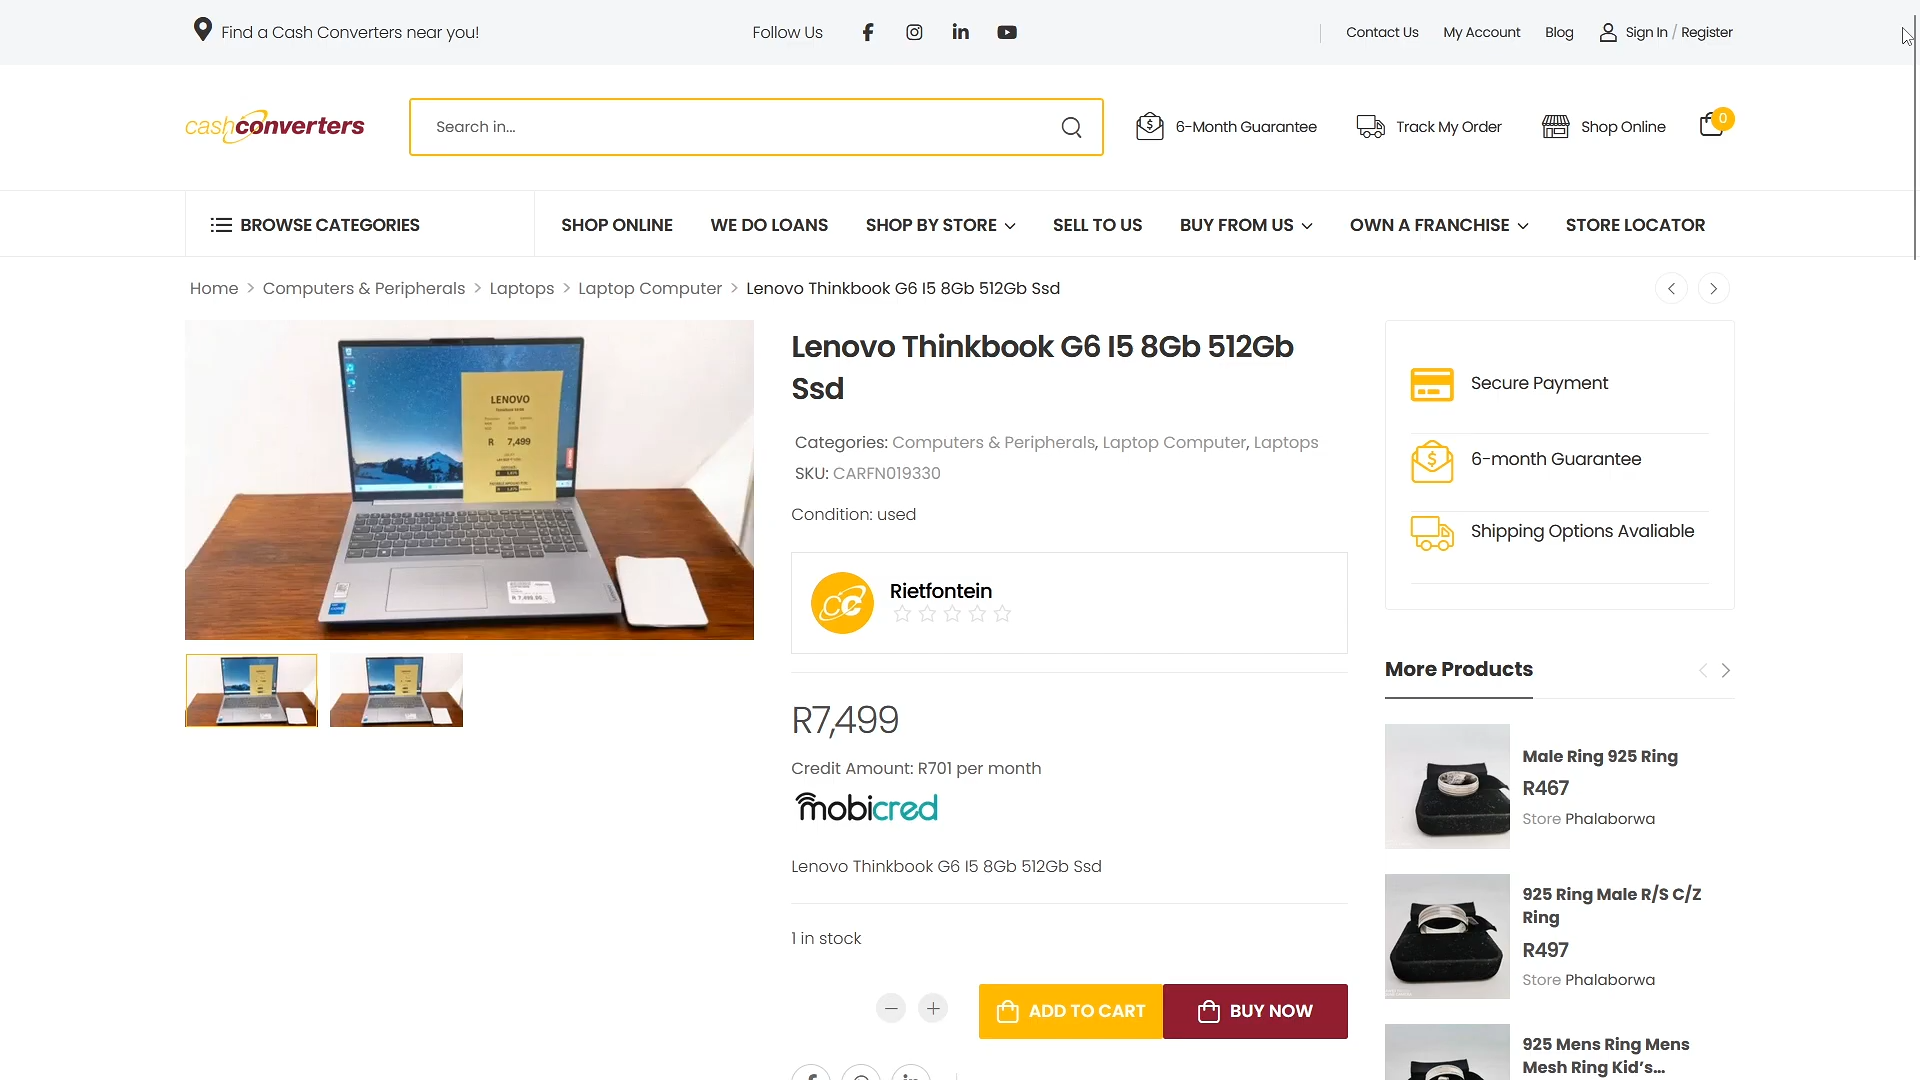 Find a Cash Converters near you!
Follow Us
Contact Us
My Account
Blog
Sign In / Register
cashconverters
Search in...
6-Month Guarantee
Track My Order
Shop Online
0
BROWSE CATEGORIES
SHOP ONLINE
WE DO LOANS
SHOP BY STORE
SELL TO US
BUY FROM US
OWN A FRANCHISE
STORE LOCATOR
Home > Computers & Peripherals > Laptops > Laptop Computer > Lenovo Thinkbook G6 I5 8Gb 512Gb Ssd
LENOVO
R 7,499
Lenovo Thinkbook G6 I5 8Gb 512Gb
Ssd
Categories: Computers & Peripherals, Laptop Computer, Laptops
SKU: CARFN019330
Condition: used
Rietfontein
R7,499
Credit Amount: R701 per month
mobicred
Lenovo Thinkbook G6 I5 8Gb 512Gb Ssd
1 in stock
ADD TO CART
BUY NOW
Secure Payment
6-month Guarantee
Shipping Options Avaliable
More Products
Male Ring 925 Ring
R467
Store Phalaborwa
925 Ring Male R/S C/Z
Ring
R497
Store Phalaborwa
925 Mens Ring Mens
Mesh Ring Kid's...